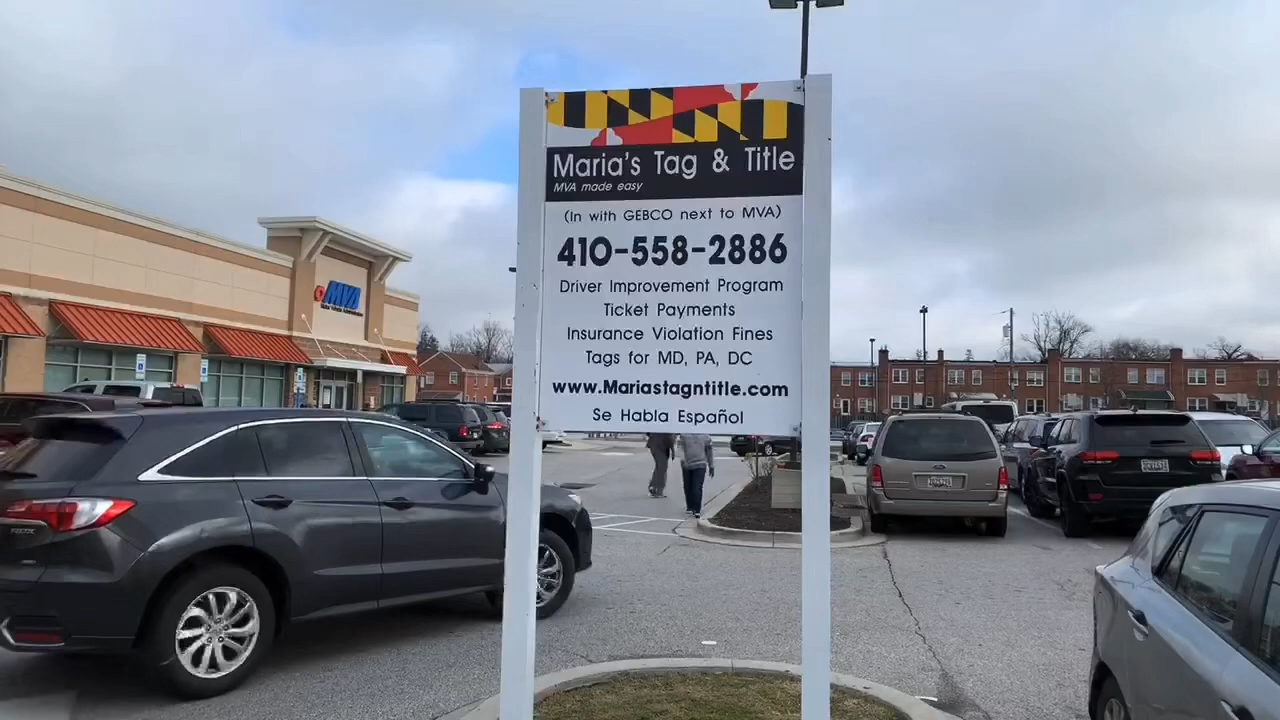 Maria's Tag & Title
MVA made easy
(In with GEBCO next to MVA)
410-558-2886
Driver Improvement Program
Ticket Payments
Insurance Violation Fines
Tags for MD, PA, DC
www.Mariastagntitle.com
Se Habla Español
MVA